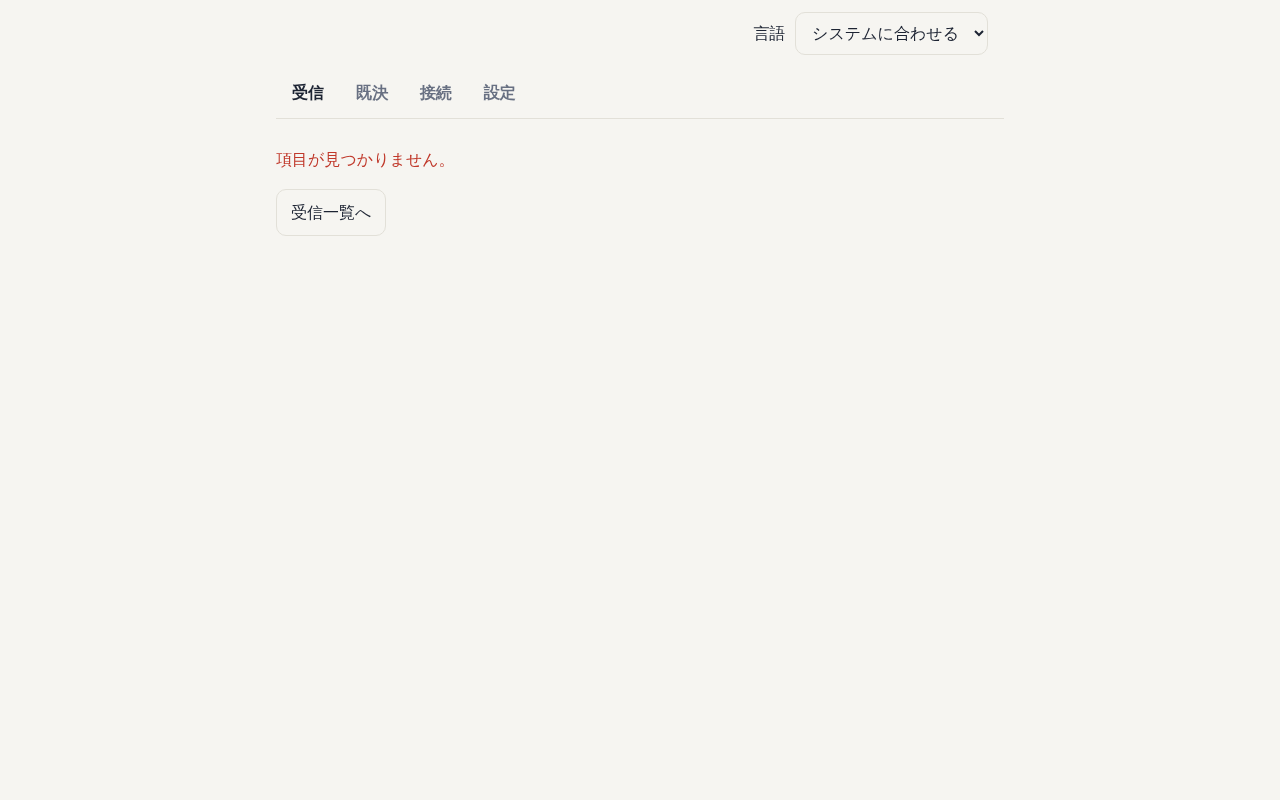 言語 システムに合わせる
受信 既決 接続 設定
項目が見つかりません。
受信一覧へ